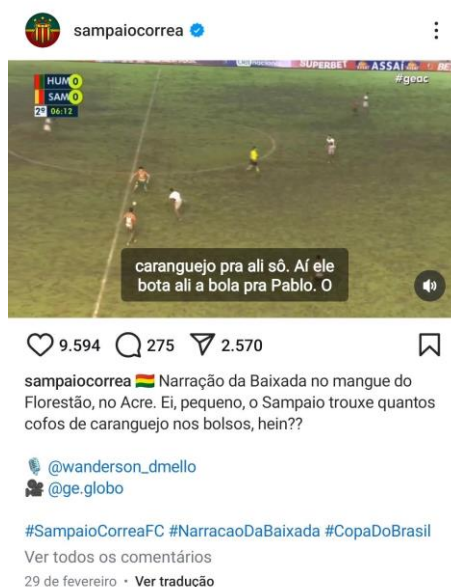 sampaiocorrea
SUPERBET ASSAÍ
#geac
HUM 0
SAM 0
2º 06:12
caranguejo pra ali sô. Aí ele
bota ali a bola pra Pablo. O
9.594 275 2.570
sampaiocorrea Narração da Baixada no mangue do
Florestão, no Acre. Ei, pequeno, o Sampaio trouxe quantos
cofos de caranguejo nos bolsos, hein??
@wanderson_dmello
@ge.globo
#SampaioCorreaFC #NarracaoDaBaixada #CopaDoBrasil
Ver todos os comentários
29 de fevereiro • Ver tradução